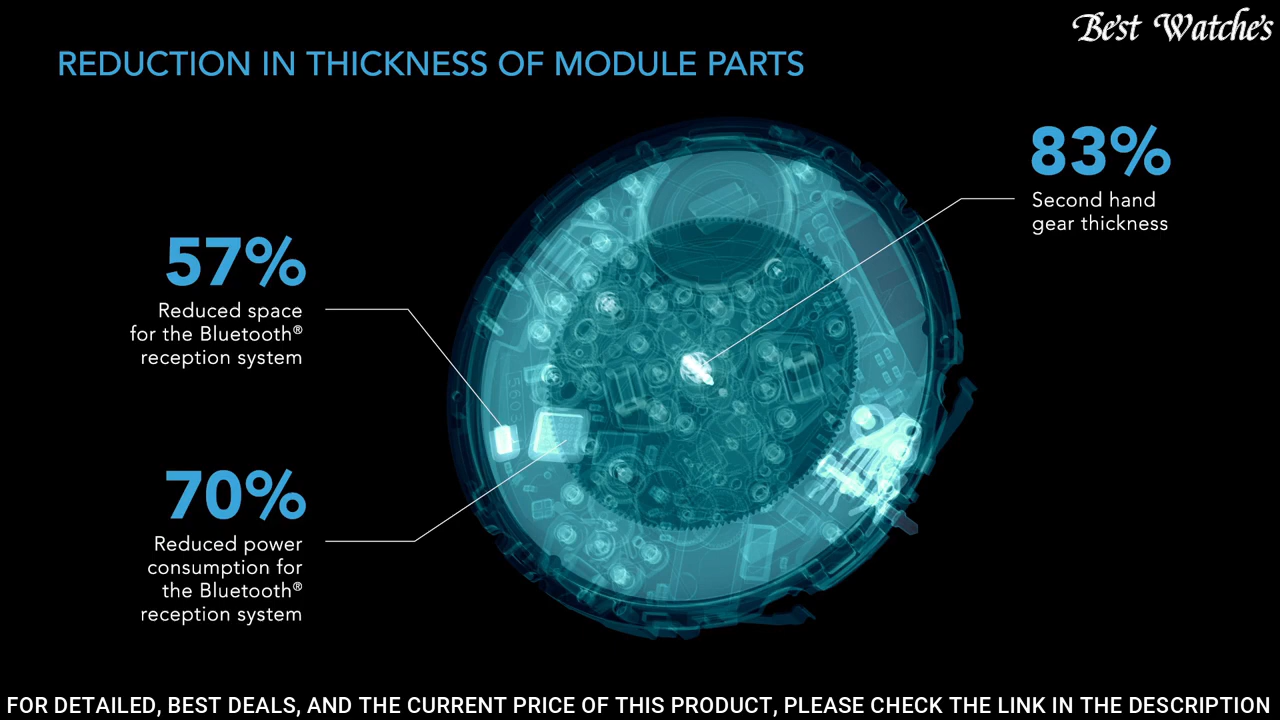 Best Watche's
REDUCTION IN THICKNESS OF MODULE PARTS
83%
Second hand
gear thickness
57%
Reduced space
for the Bluetooth®
reception system
70%
Reduced power
consumption for
the Bluetooth®
reception system
FOR DETAILED, BEST DEALS, AND THE CURRENT PRICE OF THIS PRODUCT, PLEASE CHECK THE LINK IN THE DESCRIPTION